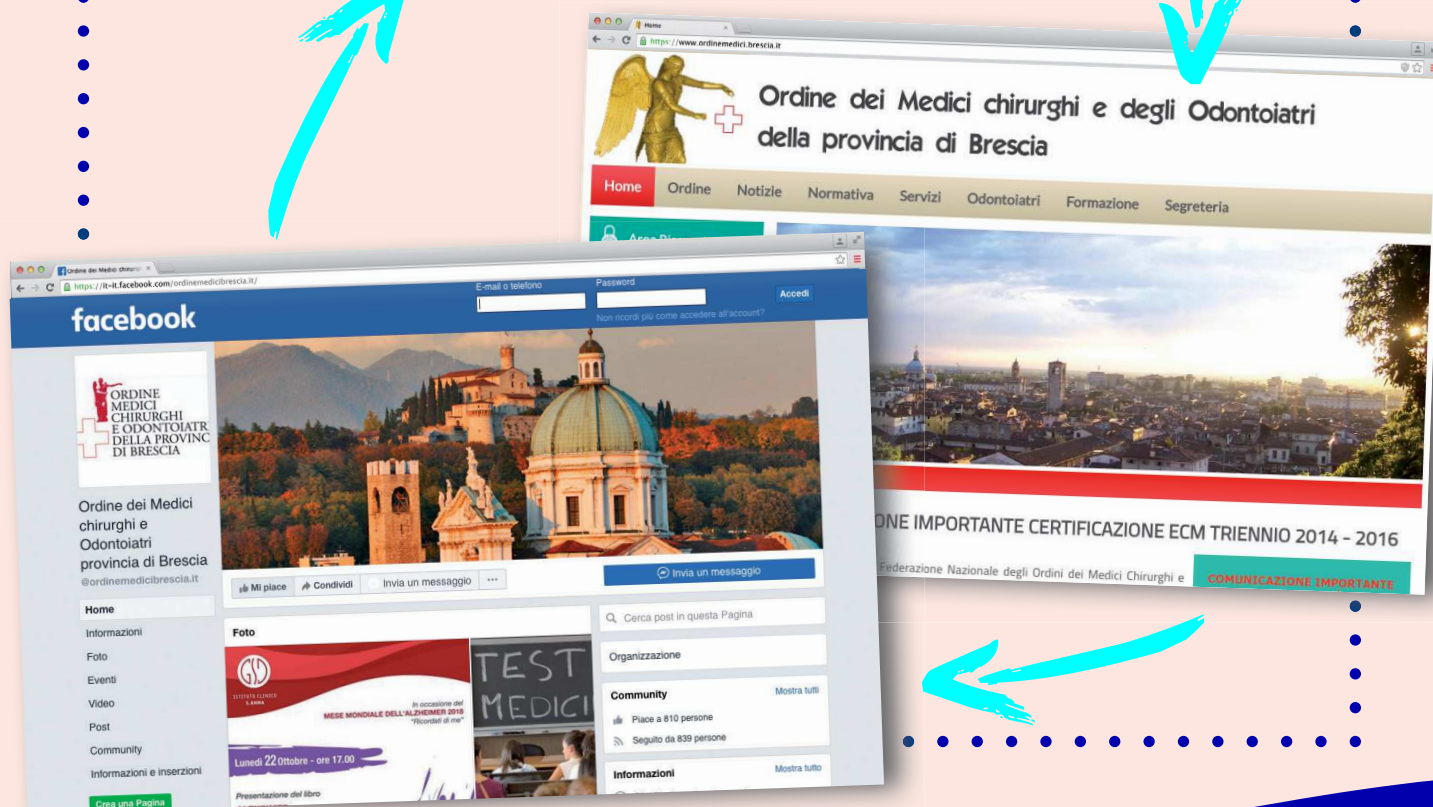 Home
https://www.ordinemedici.brescia.it
Ordine dei Medici chirurghi e degli Odontoiatri
della provincia di Brescia
Home Ordine Notizie Normativa Servizi Odontoiatri Formazione Segreteria
Area
ONE IMPORTANTE CERTIFICAZIONE ECM TRIENNIO 2014 - 2016
Federazione Nazionale degli Ordini dei Medici Chirurghi e
COMUNICAZIONE IMPORTANTE
Ordine dei Medici chirurg
https://it-it.facebook.com/ordinemedicibrescia.it/
facebook
E-mail o telefono
Password
Accedi
Non ricordi più come accedere all'account?
ORDINE
MEDICI
CHIRURGHI
E ODONTOIATR
DELLA PROVINC
DI BRESCIA
Ordine dei Medici
chirurghi e
Odontoiatri
provincia di Brescia
@ordinemedicibrescia.it
Home
Informazioni
Foto
Eventi
Video
Post
Community
Informazioni e inserzioni
Crea una Pagina
Mi piace Condividi Invia un messaggio ...
Invia un messaggio
Foto
GSD
ISTITUTO CLINICO
S. ANNA
In occasione del
MESE MONDIALE DELL'ALZHEIMER 2018
"Ricordati di me"
Lunedì 22 Ottobre - ore 17.00
Presentazione del libro
TEST
MEDICI
Cerca post in questa Pagina
Organizzazione
Community Mostra tutti
Piace a 810 persone
Seguito da 839 persone
Informazioni Mostra tutto